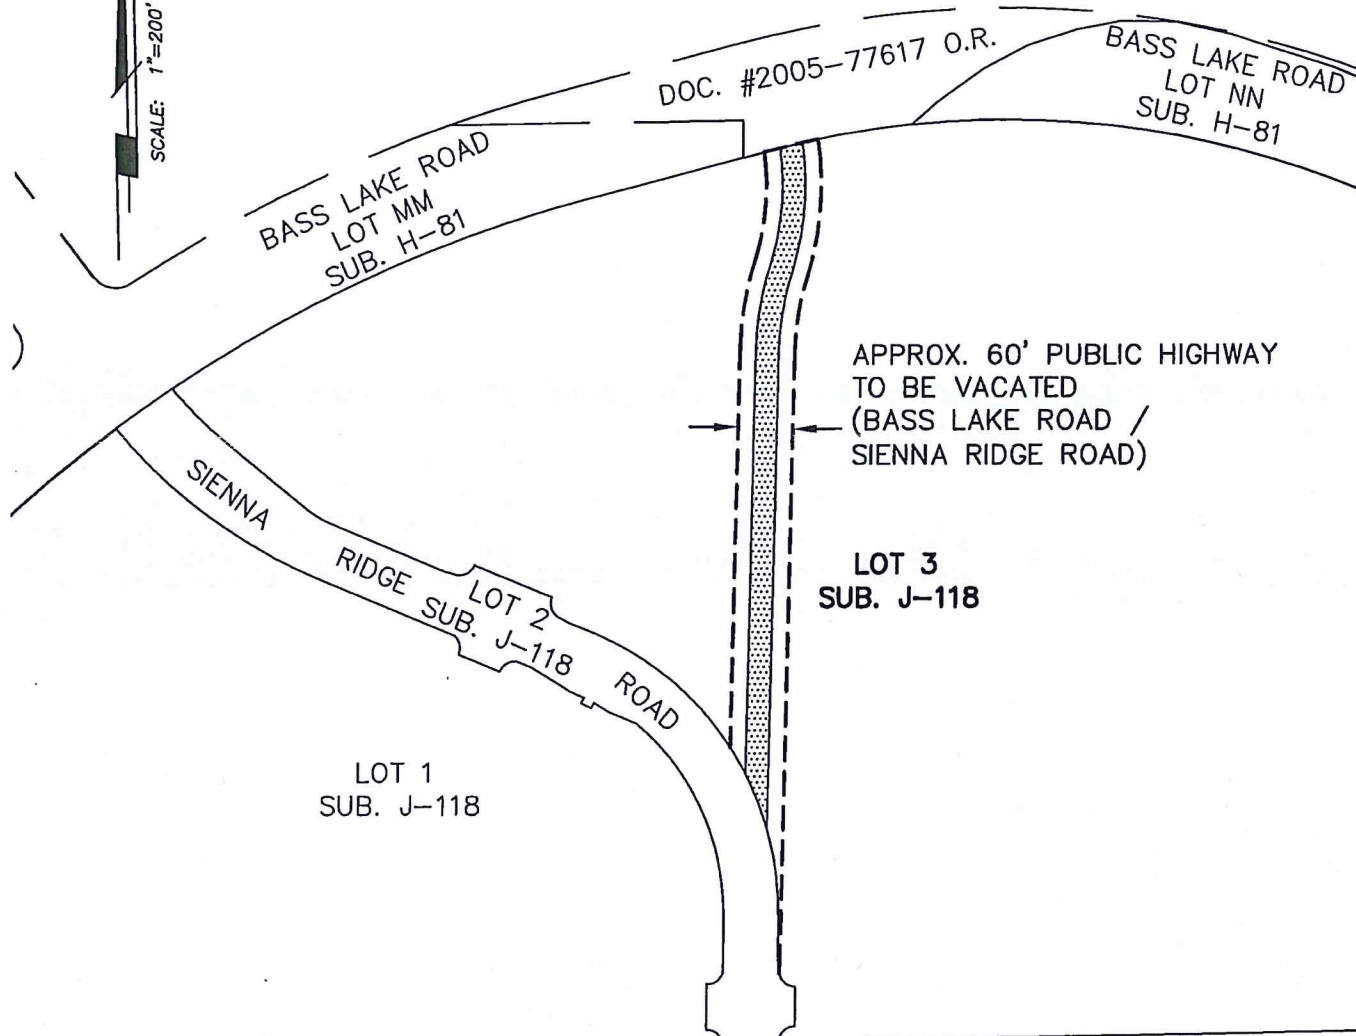 SCALE: 1"=200'
DOC. #2005-77617 O.R.
BASS LAKE ROAD
LOT NN
SUB. H-81
BASS LAKE ROAD
LOT MM
SUB. H-81
APPROX. 60' PUBLIC HIGHWAY
TO BE VACATED
(BASS LAKE ROAD /
SIENNA RIDGE ROAD)
SIENNA RIDGE ROAD
LOT 2
SUB. J-118
LOT 3
SUB. J-118
LOT 1
SUB. J-118